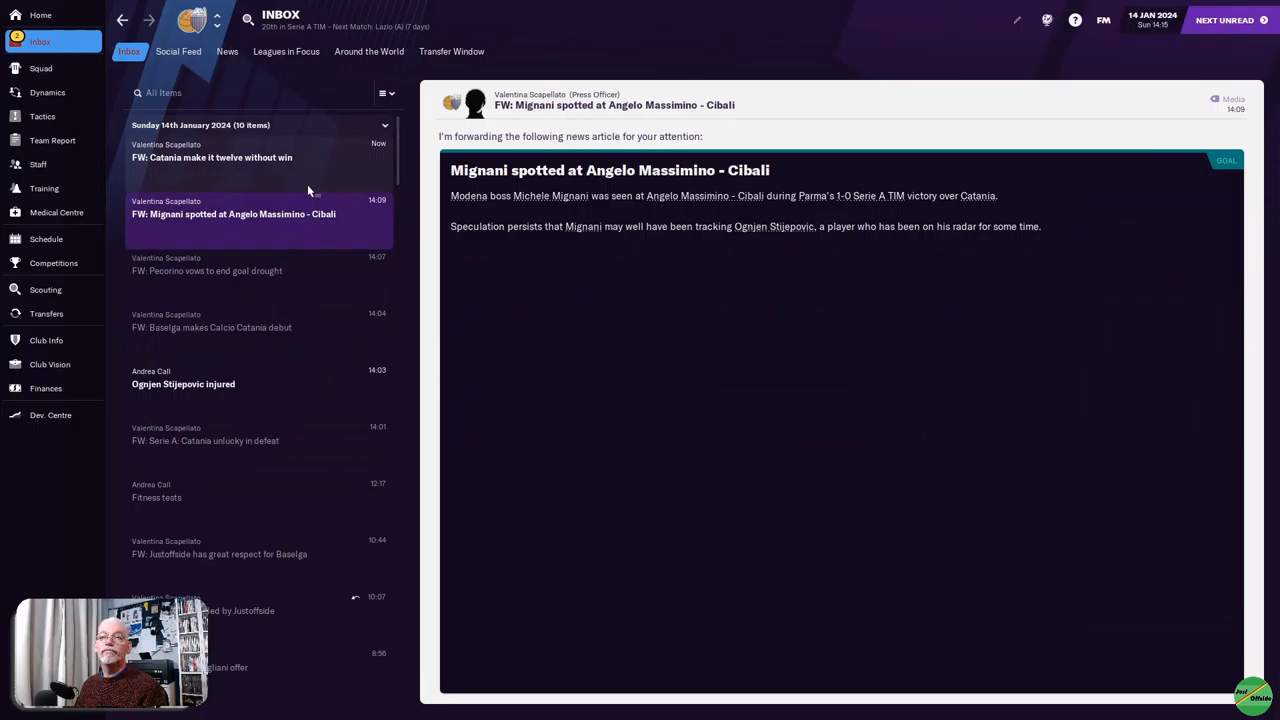 Home
INBOX
20th in Serie A TIM - Next Match: Lazio (A) (7 days)
FM
14 JAN 2024
Sun 14:15
NEXT UNREAD
2
Inbox
Squad
Dynamics
Tactics
Team Report
Staff
Training
Medical Centre
Schedule
Competitions
Scouting
Transfers
Club Info
Club Vision
Finances
Dev. Centre
Inbox
Social Feed
News
Leagues in Focus
Around the World
Transfer Window
All Items
Sunday 14th January 2024 (10 items)
Valentina Scapellato
Now
FW: Catania make it twelve without win
Valentina Scapellato
14:09
FW: Mignani spotted at Angelo Massimino - Cibali
Valentina Scapellato
14:07
FW: Pecorino vows to end goal drought
Valentina Scapellato
14:04
FW: Baselga makes Calcio Catania debut
Andrea Calì
14:03
Ognjen Stijepovic injured
Valentina Scapellato
14:01
FW: Serie A: Catania unlucky in defeat
Andrea Calì
12:17
Fitness tests
Valentina Scapellato
10:44
FW: Justoffside has great respect for Baselga
10:07
by Justoffside
8:56
offer
Valentina Scapellato (Press Officer)
FW: Mignani spotted at Angelo Massimino - Cibali
Media
14:09
I'm forwarding the following news article for your attention:
GOAL
Mignani spotted at Angelo Massimino - Cibali
Modena boss Michele Mignani was seen at Angelo Massimino - Cibali during Parma's 1-0 Serie A TIM victory over Catania.
Speculation persists that Mignani may well have been tracking Ognjen Stijepovic, a player who has been on his radar for some time.
Just
Offside